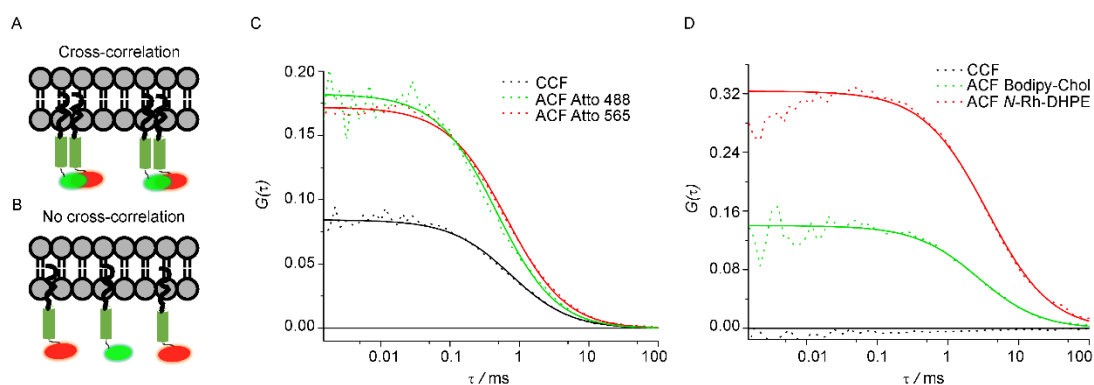 A
Cross-correlation
B
No cross-correlation
C
G(τ)
0.20
0.15
0.10
0.05
0.00
CCF
ACF Atto 488
ACF Atto 565
0.01
0.1
1
10
100
τ / ms
D
G(τ)
0.32
0.24
0.16
0.08
0.00
CCF
ACF Bodipy-Chol
ACF N-Rh-DHPE
0.01
0.1
1
10
100
τ / ms